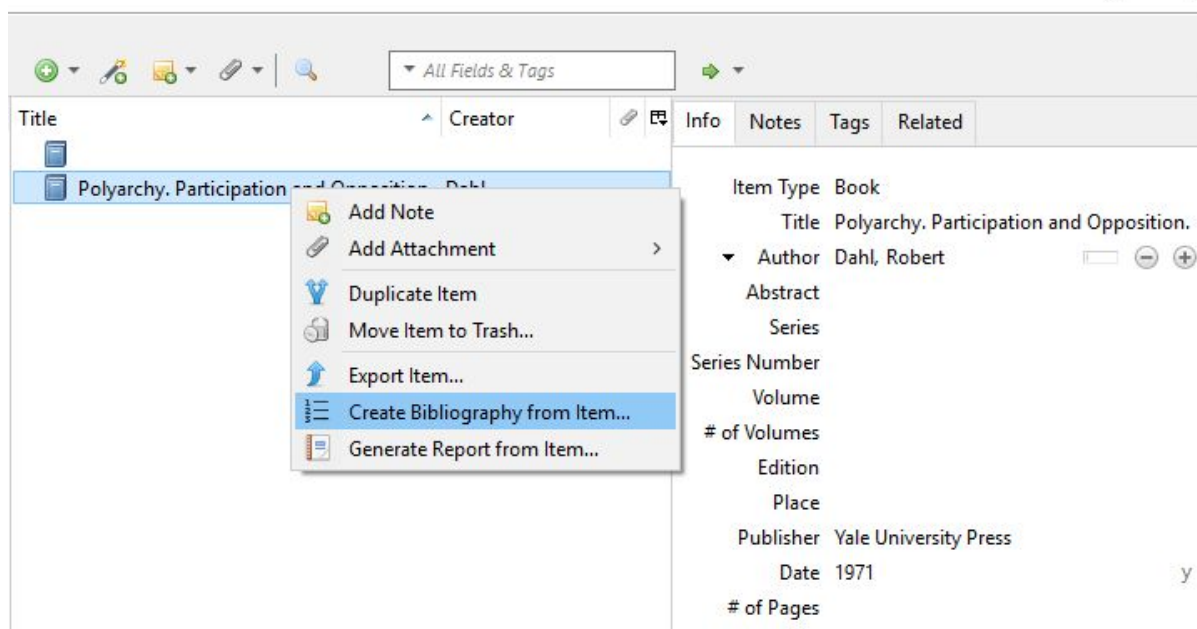 All Fields & Tags
Title
Creator
Polyarchy. Participation and Opposition. Dahl
Add Note
Add Attachment
Duplicate Item
Move Item to Trash...
Export Item...
Create Bibliography from Item...
Generate Report from Item...
Info Notes Tags Related
Item Type Book
Title Polyarchy. Participation and Opposition.
Author Dahl, Robert
Abstract
Series
Series Number
Volume
# of Volumes
Edition
Place
Publisher Yale University Press
Date 1971 y
# of Pages